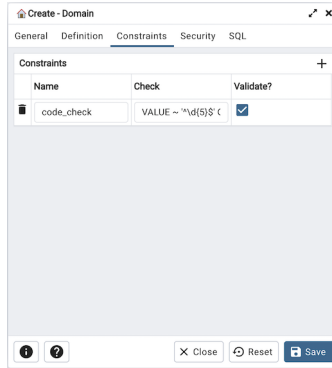 Create - Domain
General Definition Constraints Security SQL
Constraints
Name Check Validate?
code_check VALUE ~ '^\d{5}$' C
Close Reset Save